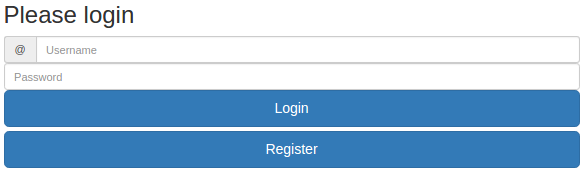 Please login
@ Username
Password
Login
Register